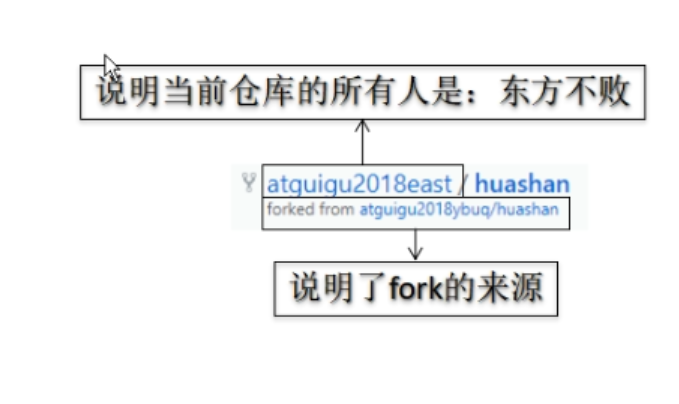 说明当前仓库的所有人是：东方不败
atguigu2018east / huashan
forked from atguigu2018ybuq/huashan
说明了fork的来源